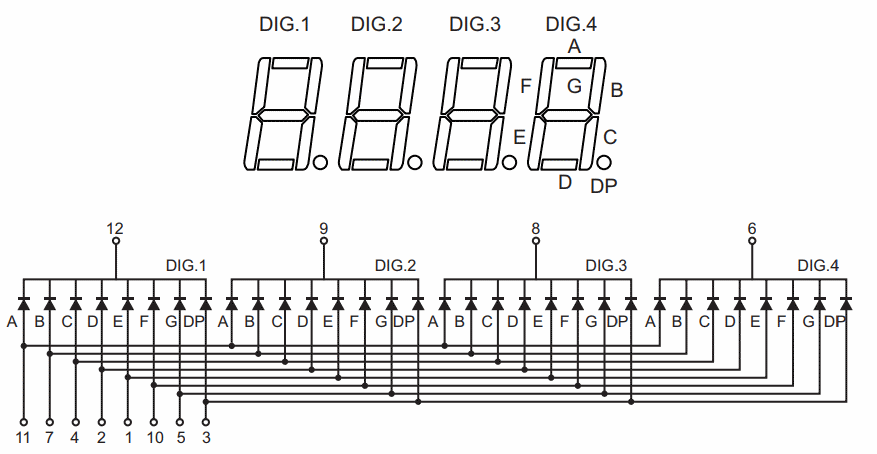 DIG.1 DIG.2 DIG.3 DIG.4
A
F G B
E C
D DP
12 9 8 6
DIG.1 DIG.2 DIG.3 DIG.4
A B C D E F G DP A B C D E F G DP A B C D E F G DP A B C D E F G DP
11 7 4 2 1 10 5 3